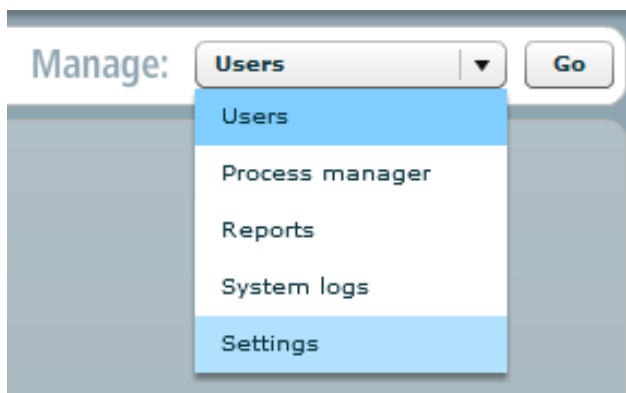 Manage: Users Go
Users
Process manager
Reports
System logs
Settings